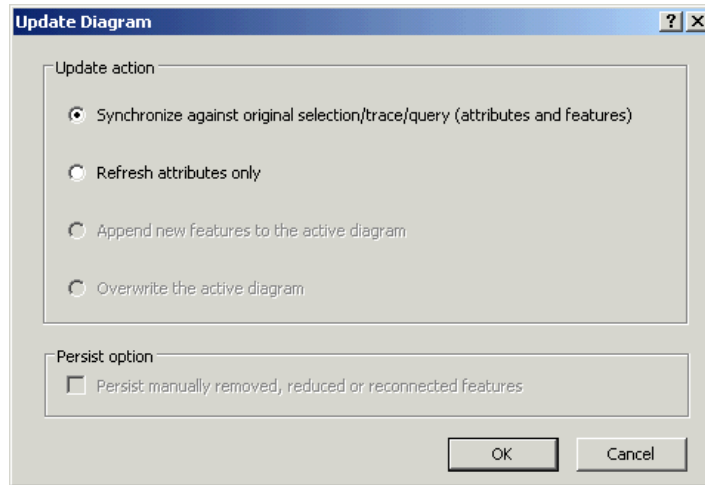 Update Diagram
Update action
Synchronize against original selection/trace/query (attributes and features)
Refresh attributes only
Append new features to the active diagram
Overwrite the active diagram
Persist option
Persist manually removed, reduced or reconnected features
OK
Cancel